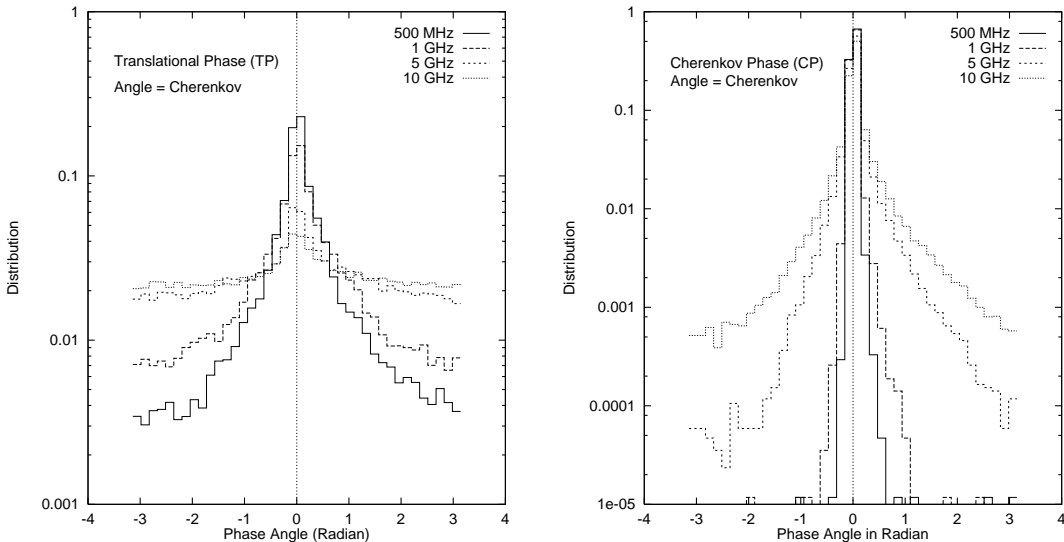 1
0.1
0.01
0.001
-4 -3 -2 -1 0 1 2 3 4
Distribution
Phase Angle (Radian)
Translational Phase (TP)
Angle = Cherenkov
500 MHz
1 GHz
5 GHz
10 GHz
1
0.1
0.01
0.001
0.0001
1e-05
-4 -3 -2 -1 0 1 2 3 4
Distribution
Phase Angle in Radian
Cherenkov Phase (CP)
Angle = Cherenkov
500 MHz
1 GHz
5 GHz
10 GHz